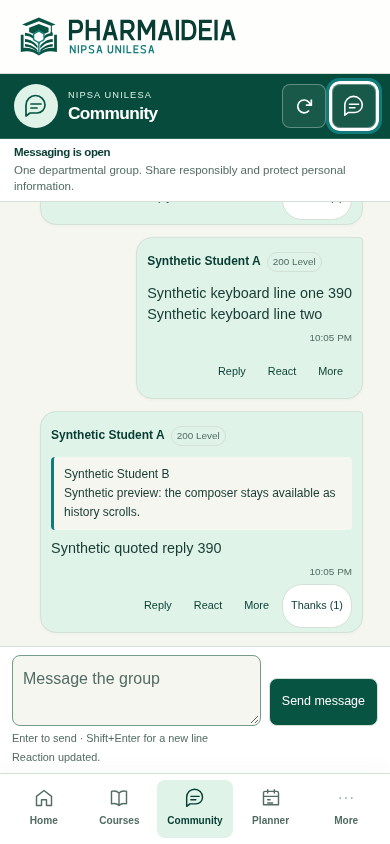 PHARMAIDEIA
NIPSA UNILESA
NIPSA UNILESA
Community
Messaging is open
One departmental group. Share responsibly and protect personal
information.
Synthetic Student A 200 Level
Synthetic keyboard line one 390
Synthetic keyboard line two
10:05 PM
Reply React More
Synthetic Student A 200 Level
Synthetic Student B
Synthetic preview: the composer stays available as
history scrolls.
Synthetic quoted reply 390
10:05 PM
Reply React More Thanks (1)
Message the group
Send message
Enter to send · Shift+Enter for a new line
Reaction updated.
Home Courses Community Planner More